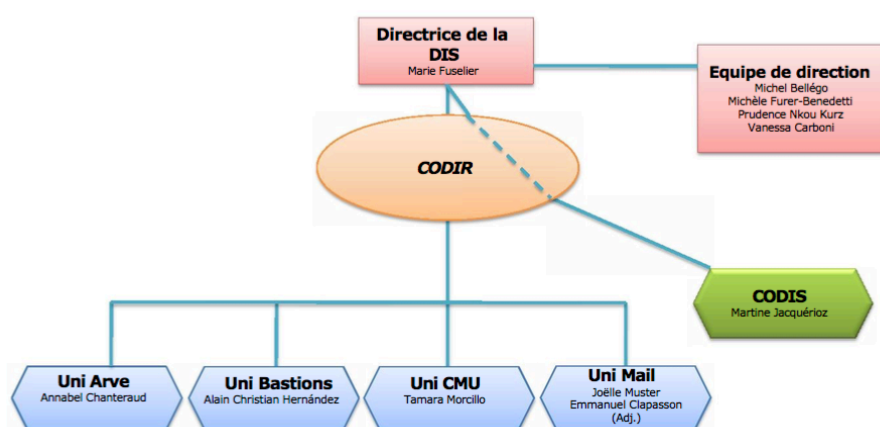 Directrice de la
DIS
Marie Fuselier
Equipe de direction
Michel Bellégo
Michèle Furer-Benedetti
Prudence Nkou Kurz
Vanessa Carboni
CODIR
CODIS
Martine Jacquérioz
Uni Arve
Annabel Chanteraud
Uni Bastions
Alain Christian Hernández
Uni CMU
Tamara Morcillo
Uni Mail
Joëlle Muster
Emmanuel Clapasson
(Adj.)